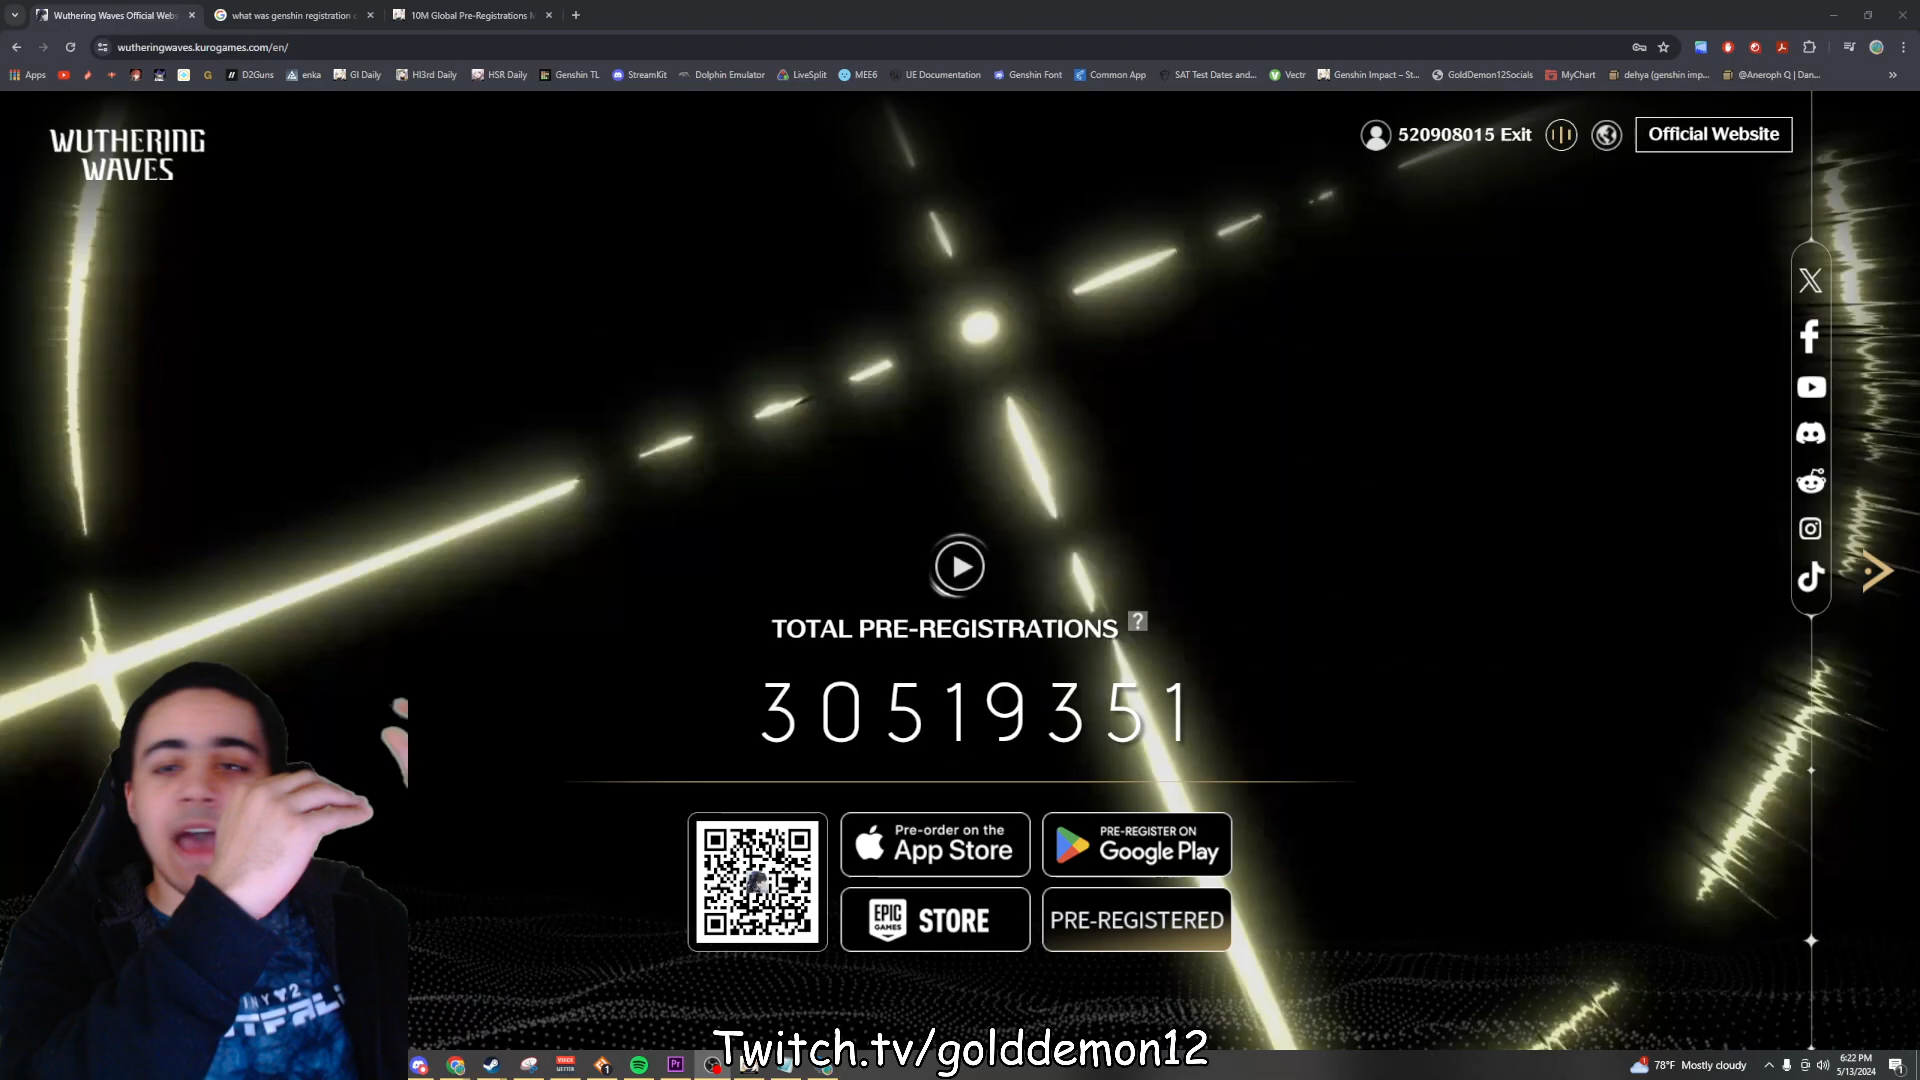 Wuthering Waves Official Webs
what was genshin registration
10M Global Pre-Registrations M
wutheringwaves.kurogames.com/en/
Apps
D2Guns
enka
GI Daily
HI3rd Daily
HSR Daily
Genshin TL
StreamKit
Dolphin Emulator
LiveSplit
MEE6
UE Documentation
Genshin Font
Common App
SAT Test Dates and...
Vectr
Genshin Impact – St...
GoldDemon12Socials
MyChart
dehya (genshin imp...
@Aneroph Q | Dan...
WUTHERING
WAVES
520908015 Exit
Official Website
TOTAL PRE-REGISTRATIONS ?
30519351
Pre-order on the
App Store
PRE-REGISTER ON
Google Play
EPIC
GAMES
STORE
PRE-REGISTERED
Twitch.tv/golddemon12
78°F Mostly cloudy
6:22 PM
5/13/2024